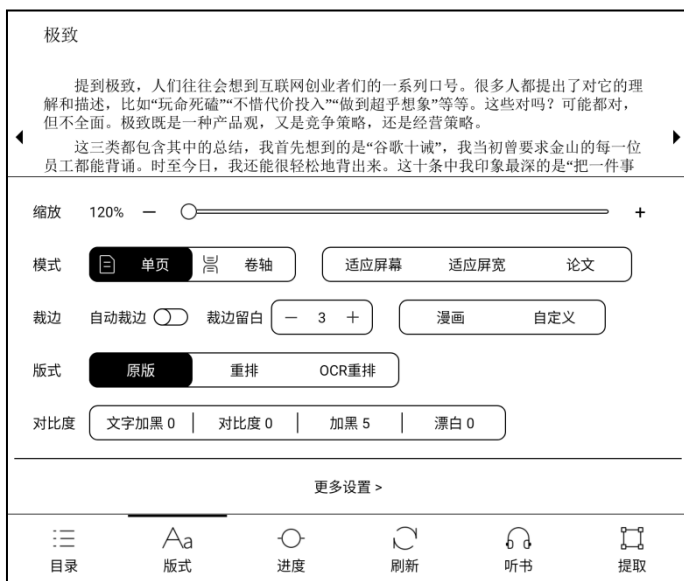 极致
提到极致，人们往往会想到互联网创业者们的一系列口号。很多人都提出了对它的理
解和描述，比如“玩命死磕”“不惜代价投入”“做到超乎想象”等等。这些对吗？可能都对，
但不全面。极致既是一种产品观，又是竞争策略，还是经营策略。
这三类都包含其中的总结，我首先想到的是“谷歌十诫”，我当初曾要求金山的每一位
员工都能背诵。时至今日，我还能很轻松地背出来。这十条中我印象最深的是“把一件事
缩放 120% — +
模式 单页 卷轴 适应屏幕 适应屏宽 论文
裁边 自动裁边 裁边留白 — 3 + 漫画 自定义
版式 原版 重排 OCR重排
对比度 文字加黑 0 对比度 0 加黑 5 漂白 0
更多设置 >
目录 Aa 版式 进度 刷新 听书 提取